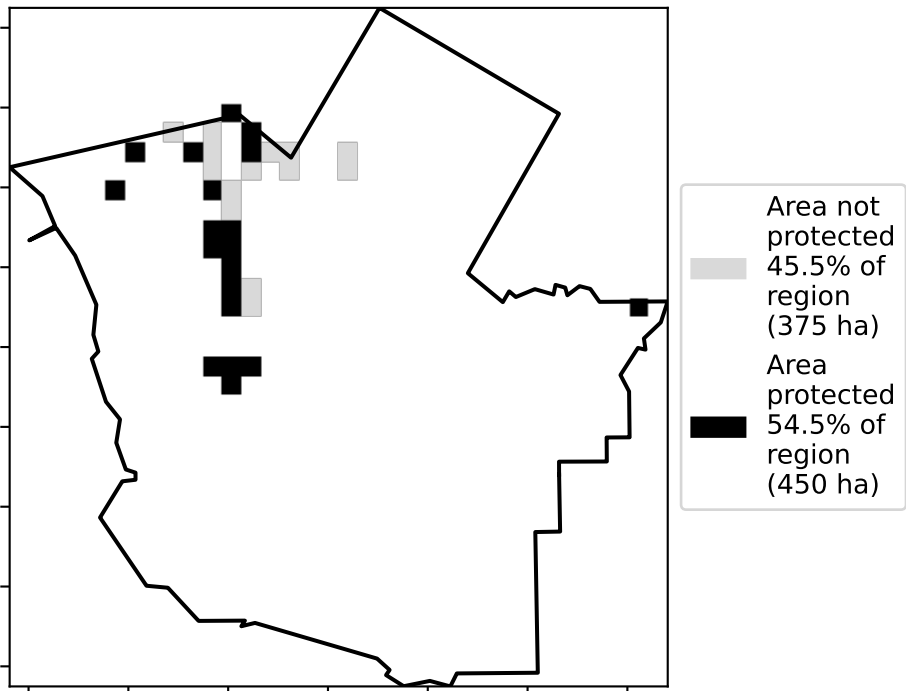 Area not
protected
45.5% of
region
(375 ha)
Area
protected
54.5% of
region
(450 ha)